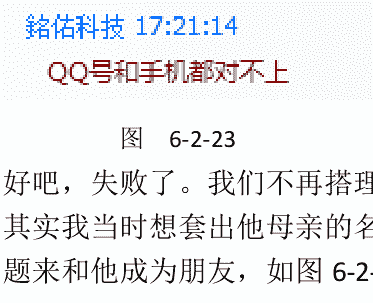 銘佑科技 17:21:14
QQ号和手机都对不上
图 6-2-23
好吧，失败了。我们不再搭理
其实我当时想套出他母亲的名
题来和他成为朋友，如图 6-2-